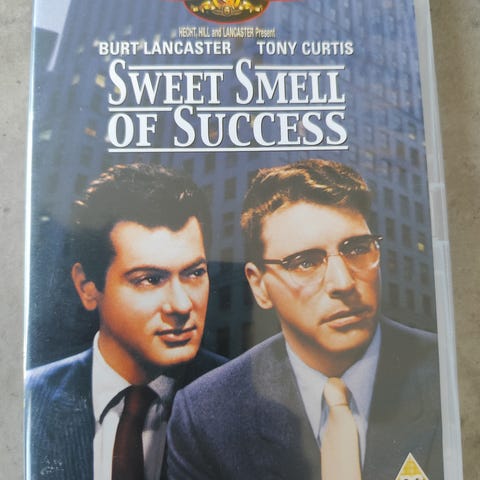 HECHT, HILL and LANCASTER Present
BURT LANCASTER TONY CURTIS
SWEET SMELL
OF SUCCESS